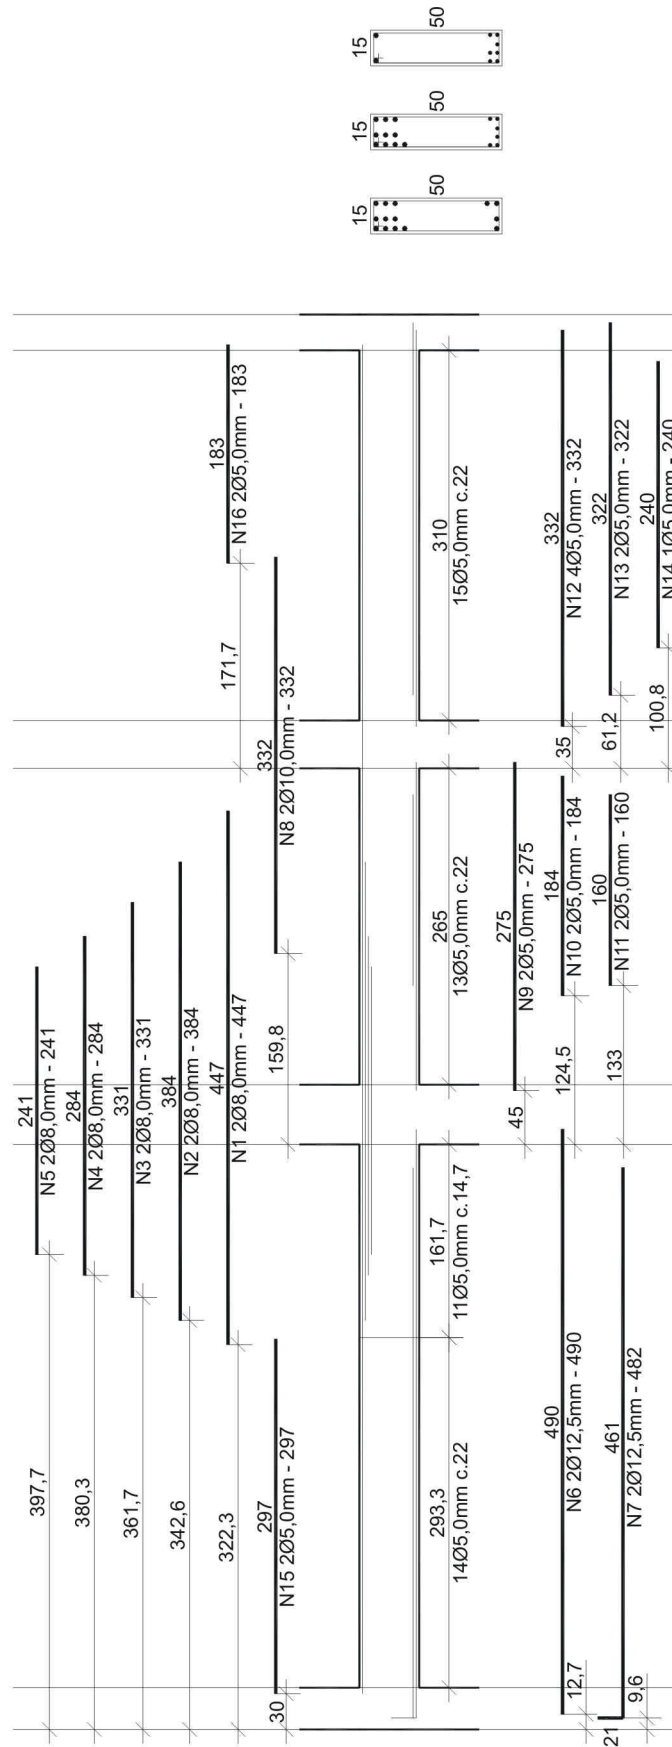 397,7
241
N5 2Ø8,0mm - 241
380,3
284
N4 2Ø8,0mm - 284
361,7
331
N3 2Ø8,0mm - 331
342,6
384
N2 2Ø8,0mm - 384
322,3
447
N1 2Ø8,0mm - 447
171,7
183
N16 2Ø5,0mm - 183
30
297
N15 2Ø5,0mm - 297
159,8
332
N8 2Ø10,0mm - 332
15
50
15
50
15
50
293,3
14Ø5,0mm c.22
161,7
11Ø5,0mm c.14,7
265
13Ø5,0mm c.22
310
15Ø5,0mm c.22
45
275
N9 2Ø5,0mm - 275
12,7
490
N6 2Ø12,5mm - 490
124,5
184
N10 2Ø5,0mm - 184
35
332
N12 4Ø5,0mm - 332
21
9,6
461
N7 2Ø12,5mm - 482
133
160
N11 2Ø5,0mm - 160
61,2
322
N13 2Ø5,0mm - 322
100,8
240
N14 1Ø5,0mm - 240